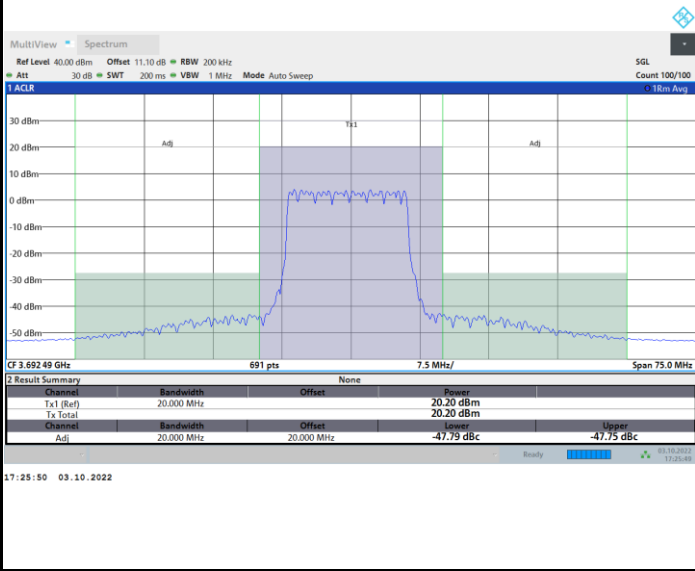 MultiView Spectrum
Ref Level 40.00 dBm Offset 11.10 dB RBW 200 kHz SGL
Att 30 dB SWT 200 ms VBW 1 MHz Mode Auto Sweep Count 100/100
1 ACLR 1Rm Avg
30 dBm
Tx1
20 dBm
Adj Adj
10 dBm
0 dBm
-10 dBm
-20 dBm
-30 dBm
-40 dBm
-50 dBm
CF 3.692 49 GHz 691 pts 7.5 MHz/ Span 75.0 MHz
2 Result Summary None
Channel Bandwidth Offset Power
Tx1 (Ref) 20.000 MHz 20.20 dBm
Tx Total 20.20 dBm
Channel Bandwidth Offset Lower Upper
Adj 20.000 MHz 20.000 MHz -47.79 dBc -47.75 dBc
Ready 03.10.2022
17:25:49
17:25:50 03.10.2022